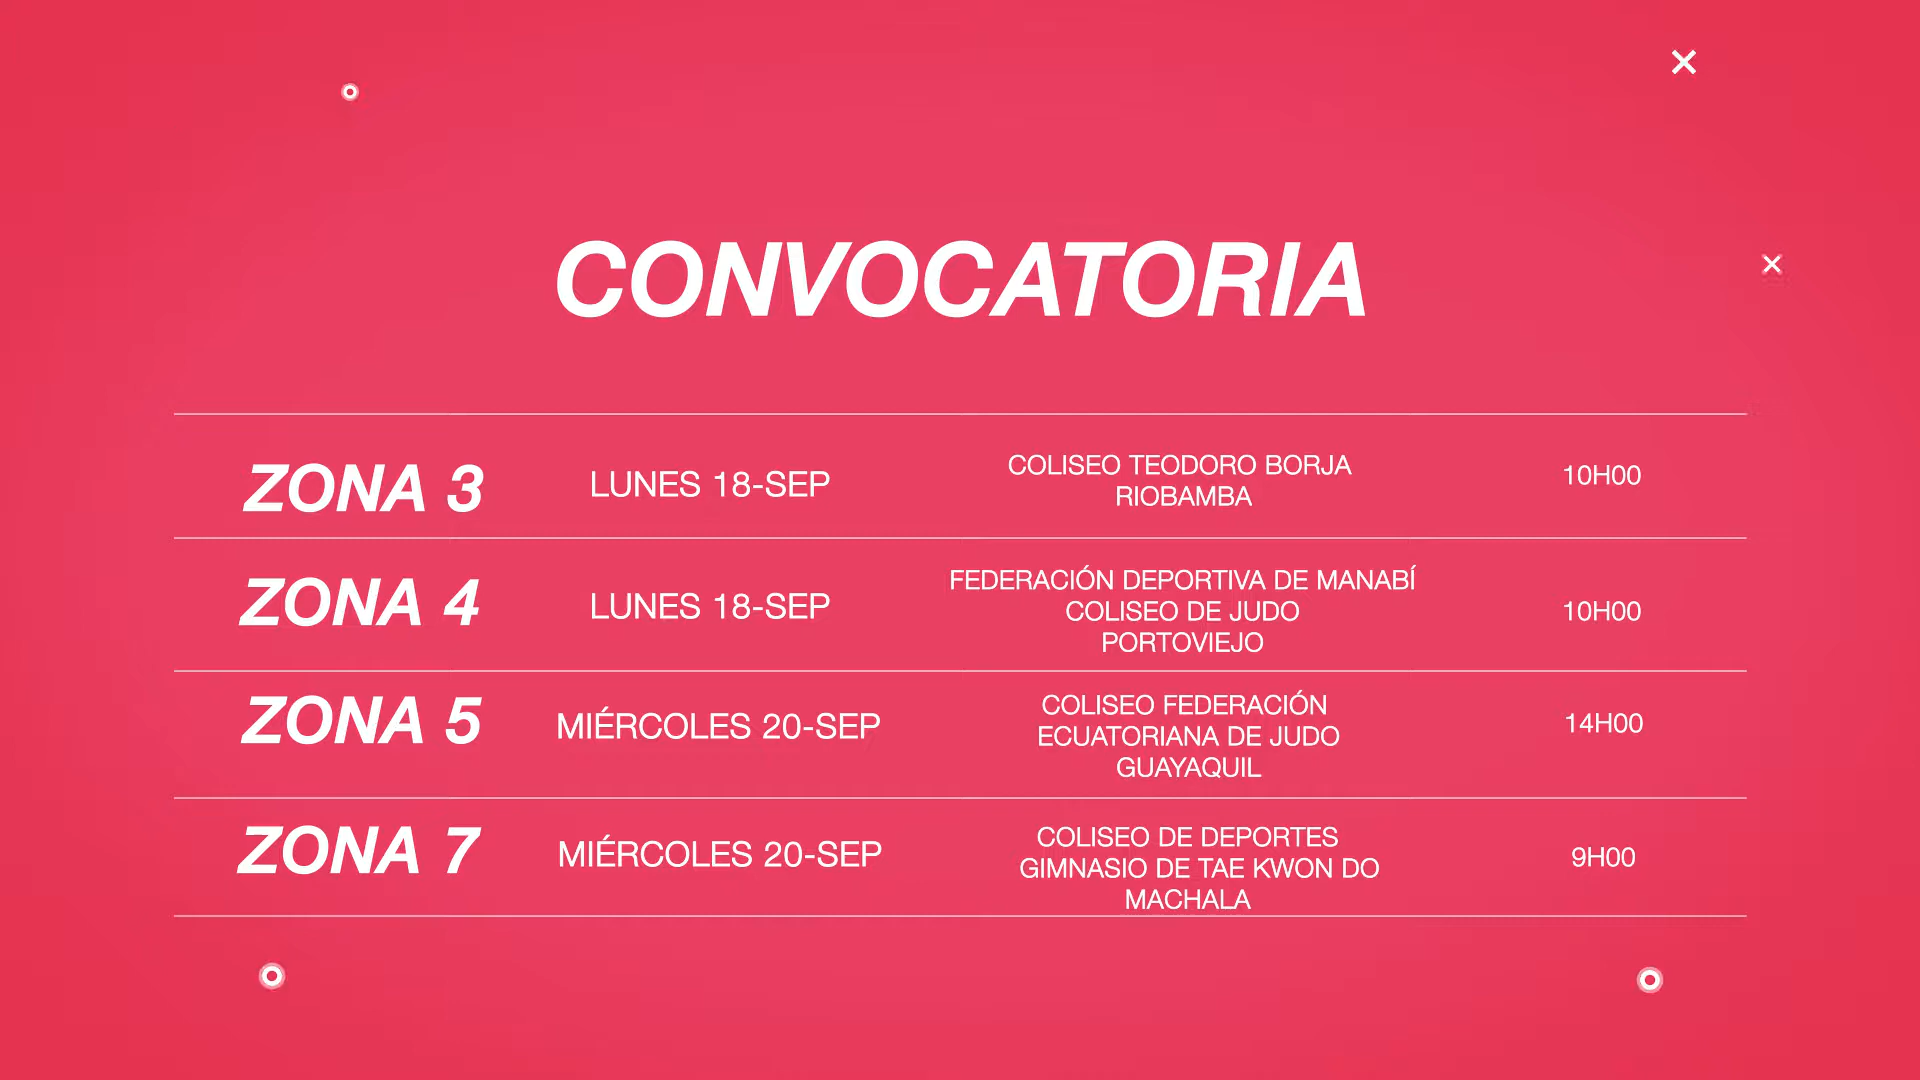 CONVOCATORIA
ZONA 3
LUNES 18-SEP
COLISEO TEODORO BORJA
RIOBAMBA
10H00
ZONA 4
LUNES 18-SEP
FEDERACIÓN DEPORTIVA DE MANABÍ
COLISEO DE JUDO
PORTOVIEJO
10H00
ZONA 5
MIÉRCOLES 20-SEP
COLISEO FEDERACIÓN
ECUATORIANA DE JUDO
GUAYAQUIL
14H00
ZONA 7
MIÉRCOLES 20-SEP
COLISEO DE DEPORTES
GIMNASIO DE TAE KWON DO
MACHALA
9H00